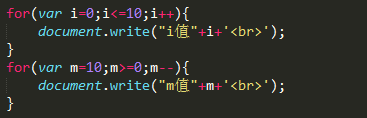 for(var i=0;i<=10;i++){
    document.write("i值"+i+'<br>');
}
for(var m=10;m>=0;m--){
    document.write("m值"+m+'<br>');
}